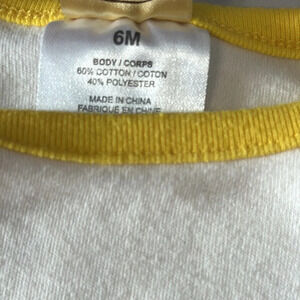 6M
BODY / CORPS
60% COTTON / COTON
40% POLYESTER
MADE IN CHINA
FABRIQUÉ EN CHINE